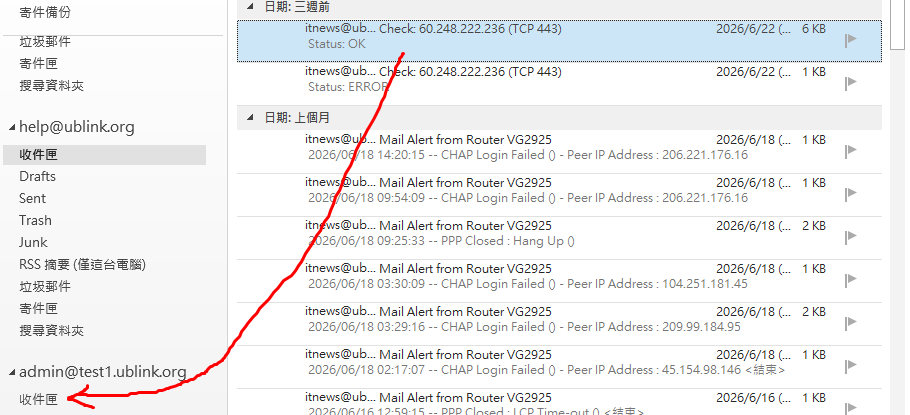 寄件備份
垃圾郵件
寄件匣
搜尋資料夾
help@ublink.org
收件匣
Drafts
Sent
Trash
Junk
RSS 摘要 (僅這台電腦)
垃圾郵件
寄件匣
搜尋資料夾
admin@test1.ublink.org
收件匣
日期: 三週前
itnews@ub... Check: 60.248.222.236 (TCP 443) 2026/6/22 (... 6 KB
Status: OK
itnews@ub... Check: 60.248.222.236 (TCP 443) 2026/6/22 (... 1 KB
Status: ERROR
日期: 上個月
itnews@ub... Mail Alert from Router VG2925 2026/6/18 (... 1 KB
2026/06/18 14:20:15 -- CHAP Login Failed () - Peer IP Address : 206.221.176.16
itnews@ub... Mail Alert from Router VG2925 2026/6/18 (... 1 KB
2026/06/18 09:54:09 -- CHAP Login Failed () - Peer IP Address : 206.221.176.16
itnews@ub... Mail Alert from Router VG2925 2026/6/18 (... 2 KB
2026/06/18 09:25:33 -- PPP Closed : Hang Up ()
itnews@ub... Mail Alert from Router VG2925 2026/6/18 (... 1 KB
2026/06/18 03:30:09 -- CHAP Login Failed () - Peer IP Address : 104.251.181.45
itnews@ub... Mail Alert from Router VG2925 2026/6/18 (... 2 KB
2026/06/18 03:29:16 -- CHAP Login Failed () - Peer IP Address : 209.99.184.95
itnews@ub... Mail Alert from Router VG2925 2026/6/18 (... 1 KB
2026/06/18 02:17:07 -- CHAP Login Failed () - Peer IP Address : 45.154.98.146 <結束>
itnews@ub... Mail Alert from Router VG2925 2026/6/16 (... 1 KB
2026/06/16 12:59:15 -- PPP Closed : LCP Time-out () <結束>